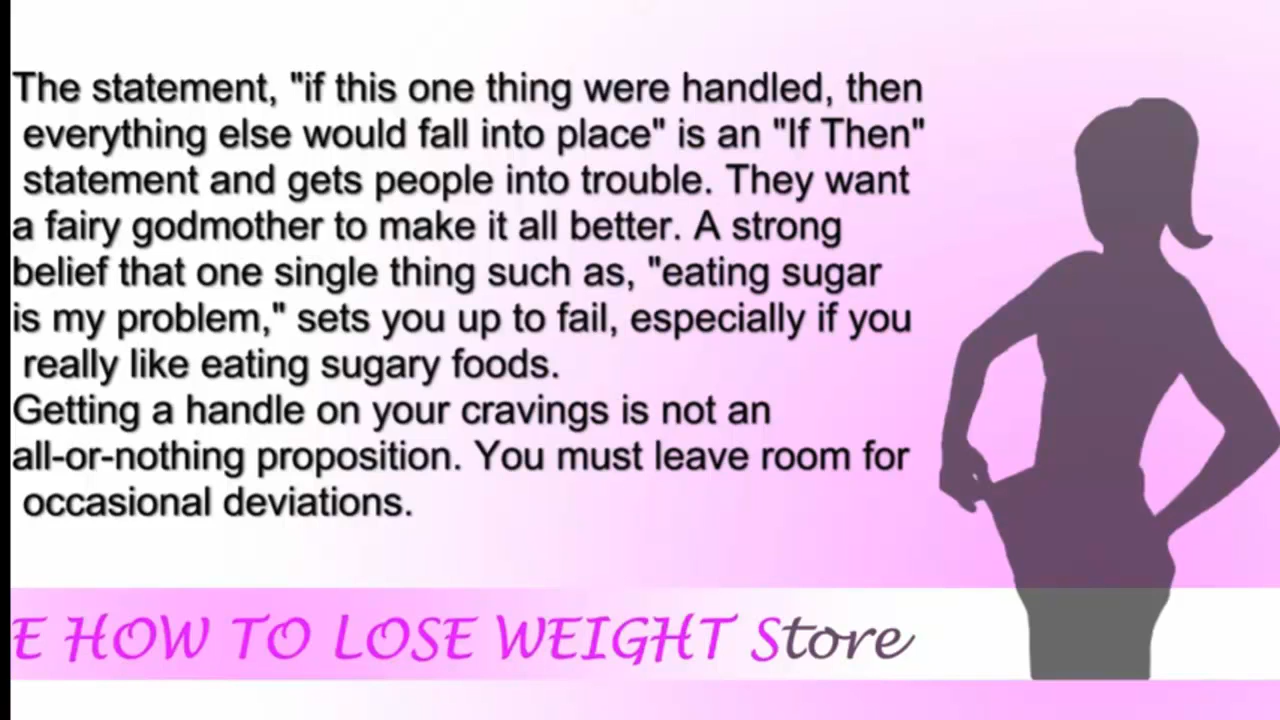 The statement, "if this one thing were handled, then
everything else would fall into place" is an "If Then"
statement and gets people into trouble. They want
a fairy godmother to make it all better. A strong
belief that one single thing such as, "eating sugar
is my problem," sets you up to fail, especially if you
really like eating sugary foods.
Getting a handle on your cravings is not an
all-or-nothing proposition. You must leave room for
occasional deviations.
E HOW TO LOSE WEIGHT Store